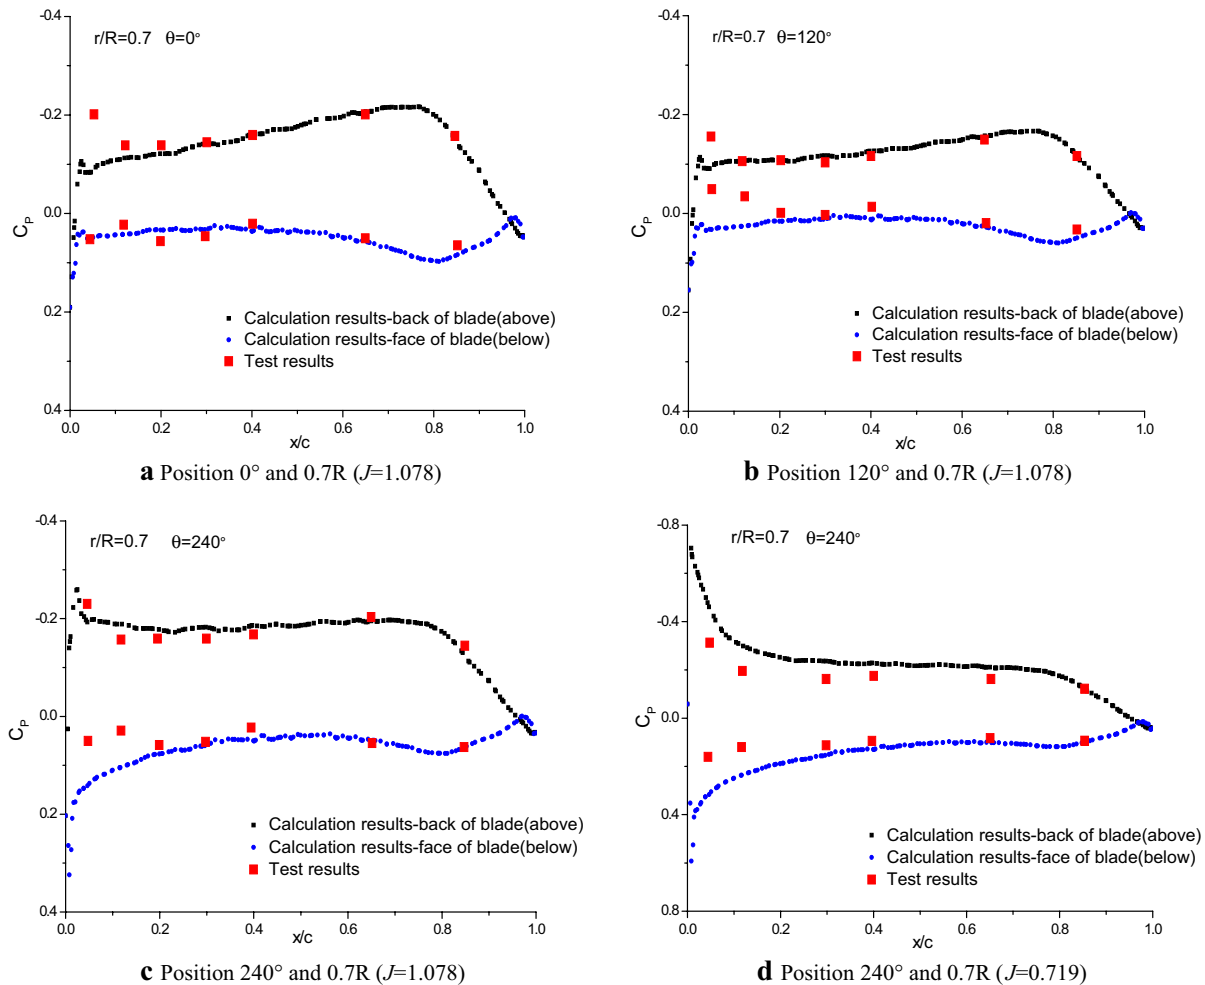 -0.4
r/R=0.7 θ=0°
-0.2
0.0
CP
0.2
Calculation results-back of blade(above)
Calculation results-face of blade(below)
Test results
0.4
0.0 0.2 0.4 0.6 0.8 1.0
x/c
a Position 0° and 0.7R (J=1.078)
-0.4
r/R=0.7 θ=120°
-0.2
0.0
CP
0.2
Calculation results-back of blade(above)
Calculation results-face of blade(below)
Test results
0.4
0.0 0.2 0.4 0.6 0.8 1.0
x/c
b Position 120° and 0.7R (J=1.078)
-0.4
r/R=0.7 θ=240°
-0.2
0.0
CP
0.2
Calculation results-back of blade(above)
Calculation results-face of blade(below)
Test results
0.4
0.0 0.2 0.4 0.6 0.8 1.0
x/c
c Position 240° and 0.7R (J=1.078)
-0.8
r/R=0.7 θ=240°
-0.4
0.0
CP
0.4
Calculation results-back of blade(above)
Calculation results-face of blade(below)
Test results
0.8
0.0 0.2 0.4 0.6 0.8 1.0
x/c
d Position 240° and 0.7R (J=0.719)